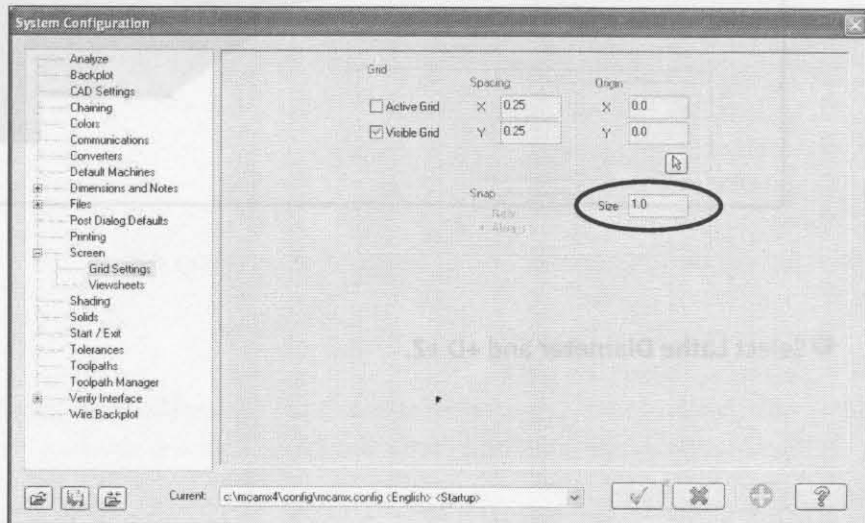 System Configuration
Analyze
Backplot
CAD Settings
Chaining
Colors
Communications
Converters
Default Machines
Dimensions and Notes
Files
Post Dialog Defaults
Printing
Screen
Grid Settings
Viewsheets
Shading
Solids
Start / Exit
Tolerances
Toolpaths
Toolpath Manager
Verify Interface
Wire Backplot
Grid
Spacing
Origin
Active Grid
X 0.25
X 0.0
Visible Grid
Y 0.25
Y 0.0
Snap
Near
Always
Size 1.0
Select Lathe Diameter and +D +Z.
Current: c:\mcamx4\config\mcamx.config <English> <Startup>